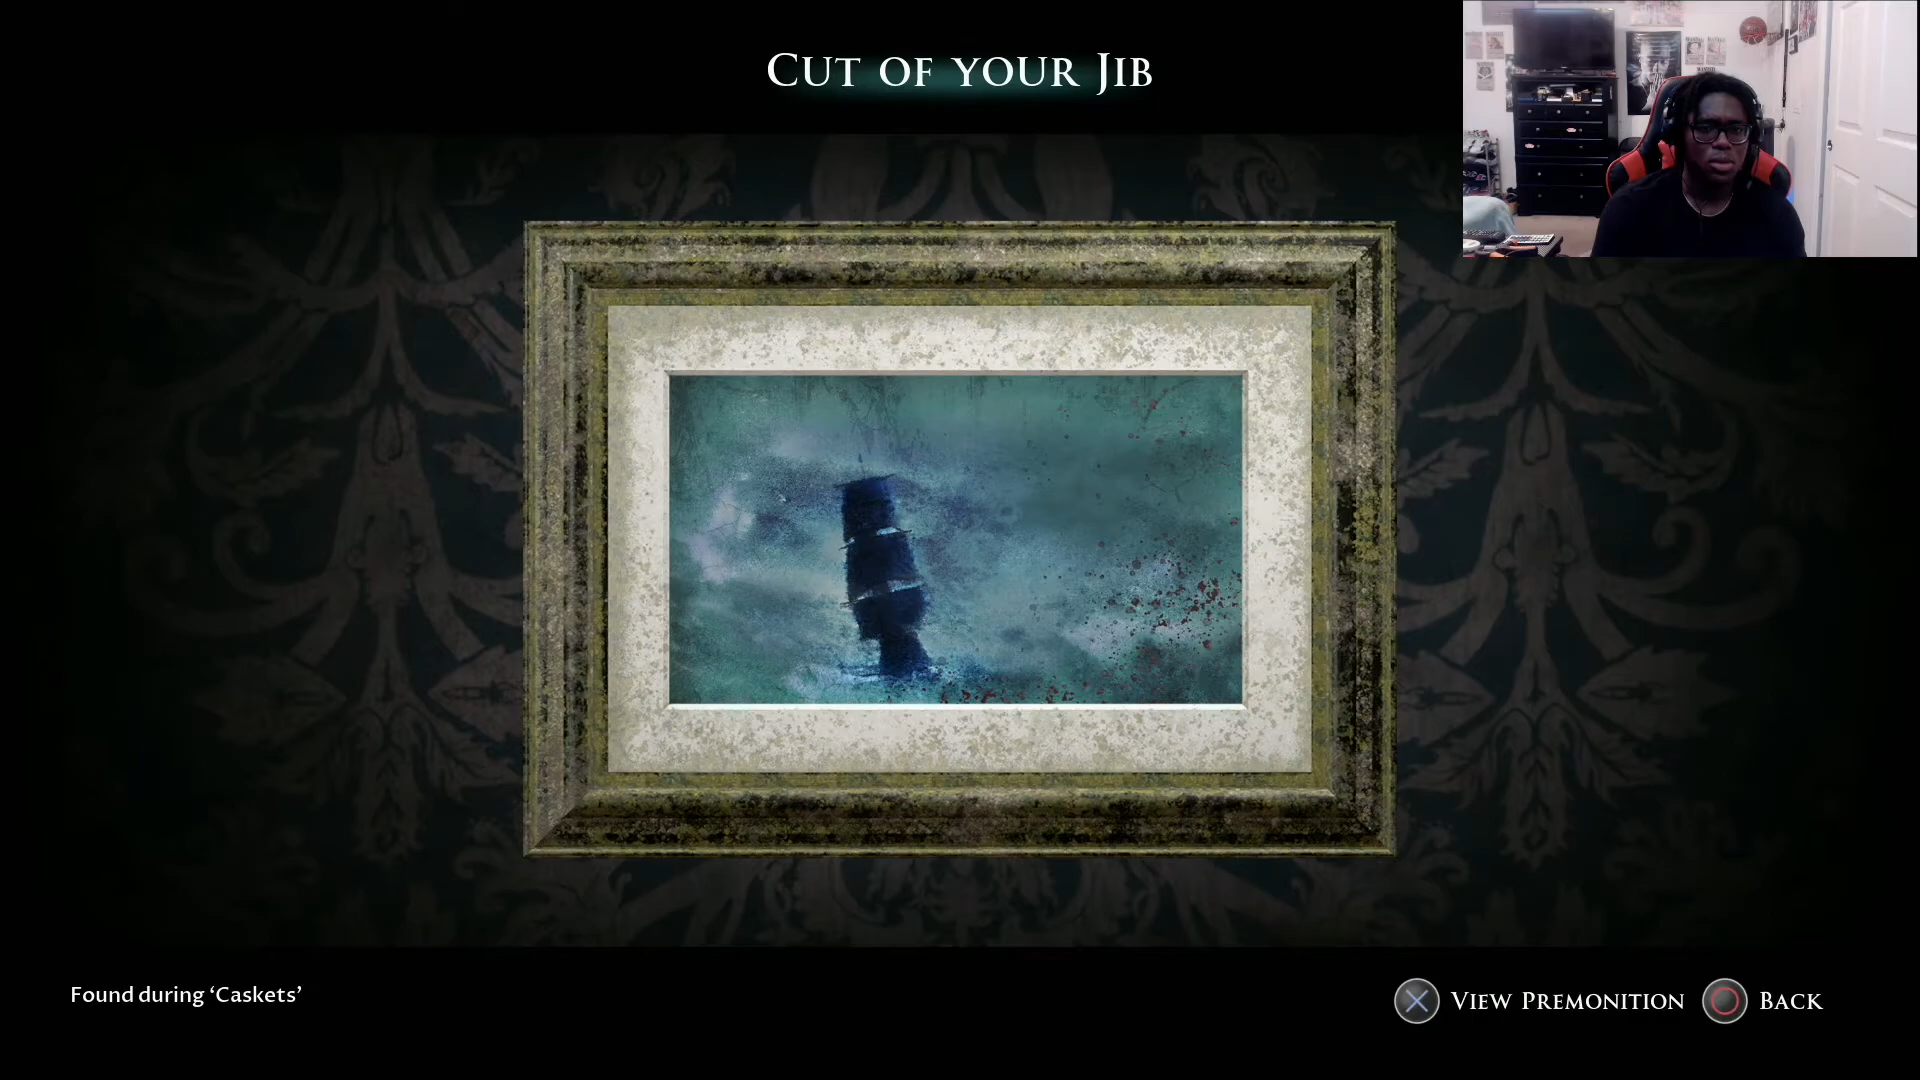 Cut of your Jib
Found during ‘Caskets’
View Premonition
Back